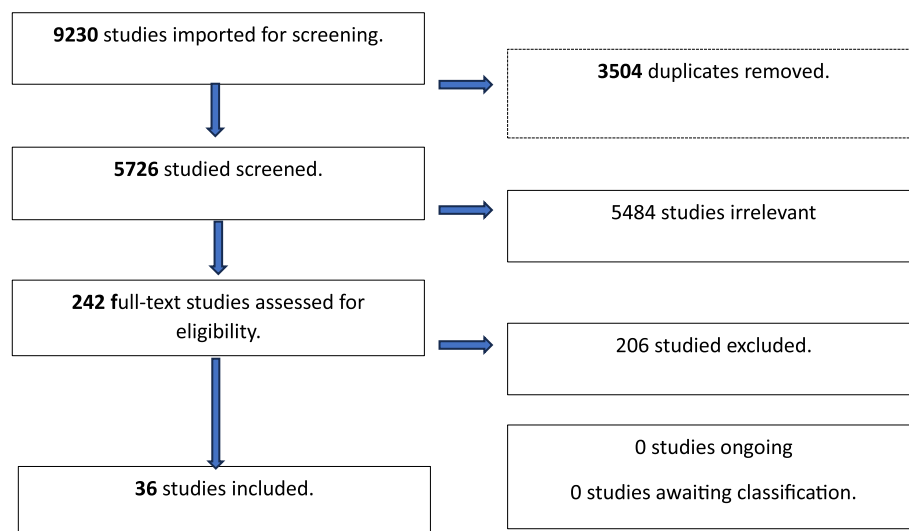 9230 studies imported for screening.
3504 duplicates removed.
5726 studied screened.
5484 studies irrelevant
242 full-text studies assessed for
eligibility.
206 studied excluded.
0 studies ongoing
0 studies awaiting classification.
36 studies included.